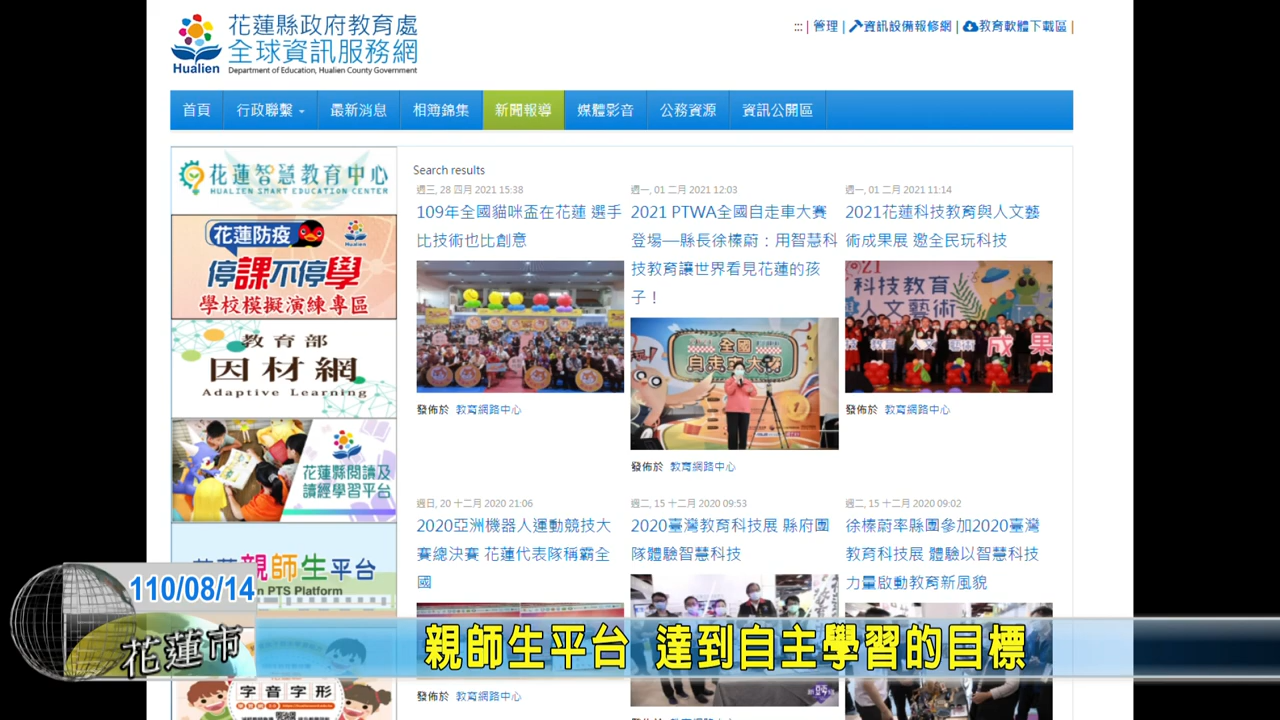 花蓮縣政府教育處
全球資訊服務網
Department of Education, Hualien County Government
Hualien
::: | 管理 | 資訊設備報修網 | 教育軟體下載區 |
首頁 行政聯繫 最新消息 相簿錦集 新聞報導 媒體影音 公務資源 資訊公開區
花蓮智慧教育中心
HUALIEN SMART EDUCATION CENTER
花蓮防疫
停課不停學
學校模擬演練專區
教育部
因材網
Adaptive Learning
花蓮縣閱讀及
讀經學習平台
親師生平台
n PTS Platform
字音字形
Search results
週三, 28 四月 2021 15:38
109年全國貓咪盃在花蓮 選手
比技術也比創意
發佈於 教育網路中心
週一, 01 二月 2021 12:03
2021 PTWA全國自走車大賽
登場—縣長徐榛蔚：用智慧科
技教育讓世界看見花蓮的孩
子！
全國
自走車大賽
發佈於 教育網路中心
週一, 01 二月 2021 11:14
2021花蓮科技教育與人文藝
術成果展 邀全民玩科技
科技教育
人文藝術
成果
發佈於 教育網路中心
週日, 20 十二月 2020 21:06
2020亞洲機器人運動競技大
賽總決賽 花蓮代表隊稱霸全
國
發佈於 教育網路中心
週二, 15 十二月 2020 09:53
2020臺灣教育科技展 縣府團
隊體驗智慧科技
週二, 15 十二月 2020 09:02
徐榛蔚率縣團參加2020臺灣
教育科技展 體驗以智慧科技
力量啟動教育新風貌
110/08/14
花蓮市
親師生平台 達到自主學習的目標